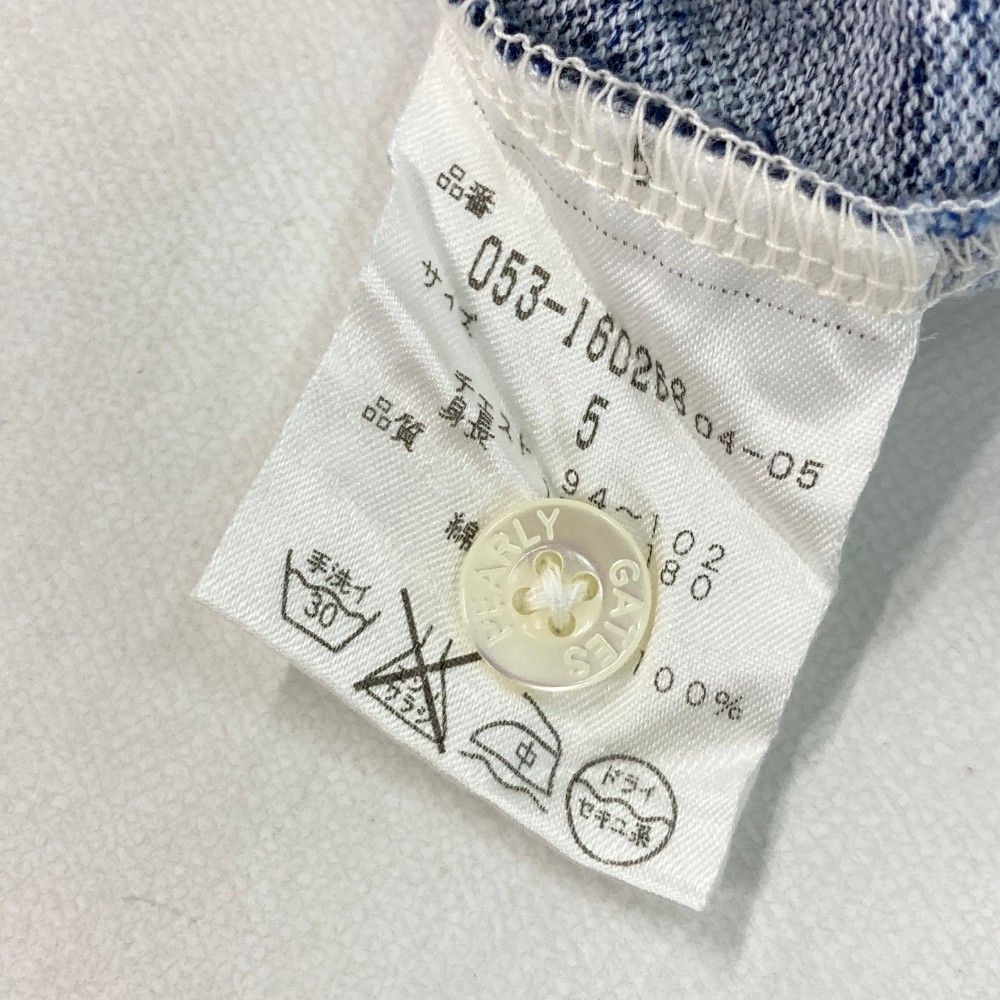 品番
053-160268 04-05
サイズ 5
チェスト 94~102
身長 180
品質
綿 100%
PEARLY GATES
手洗イ
30
中
ドライ
セキユ系